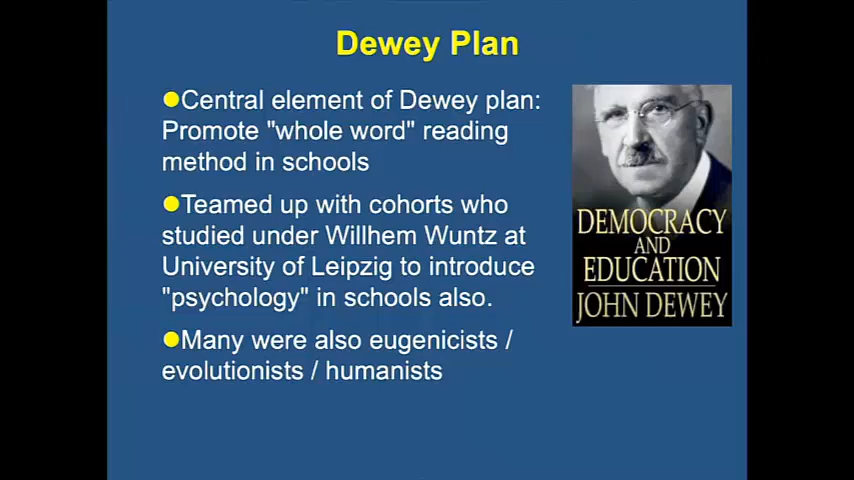 Dewey Plan
●Central element of Dewey plan:
Promote "whole word" reading
method in schools
●Teamed up with cohorts who
studied under Willhem Wuntz at
University of Leipzig to introduce
"psychology" in schools also.
●Many were also eugenicists /
evolutionists / humanists
DEMOCRACY
AND
EDUCATION
JOHN DEWEY